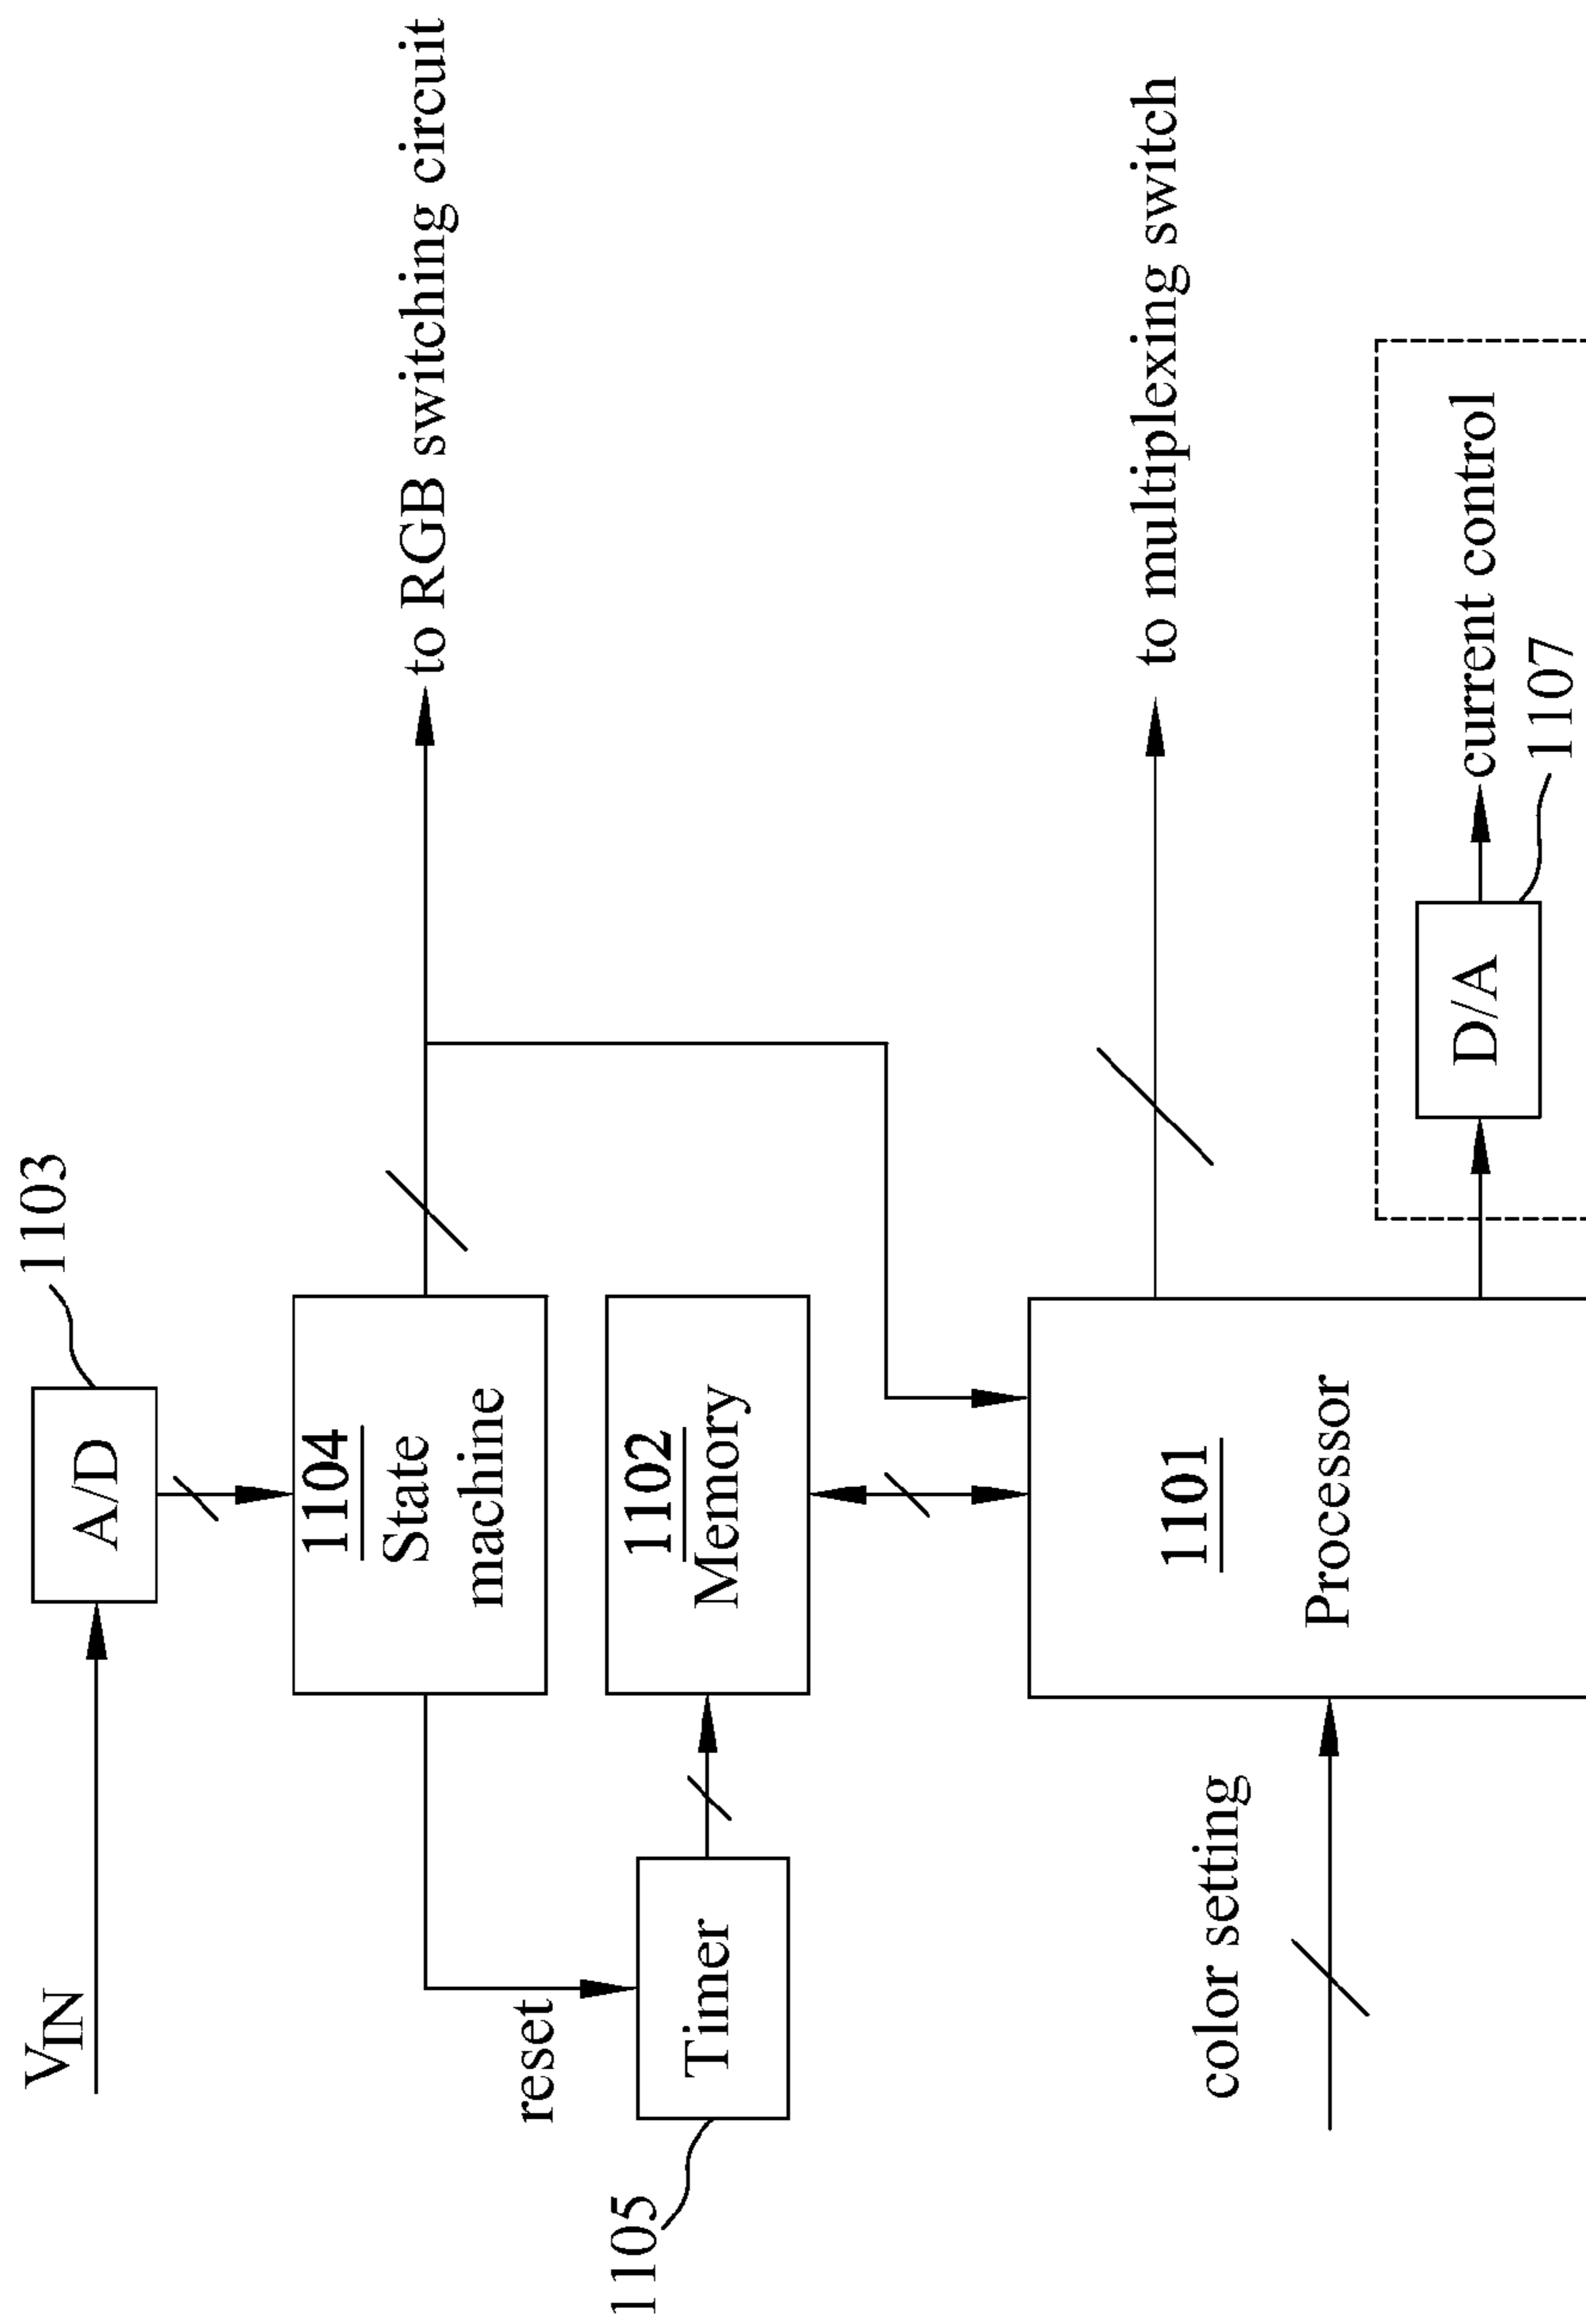 1103
V_IN
A/D
to RGB switching circuit
1104
State
machine
reset
1105
Timer
1102
Memory
to multiplexing switch
color setting
1101
Processor
D/A
current control
1107